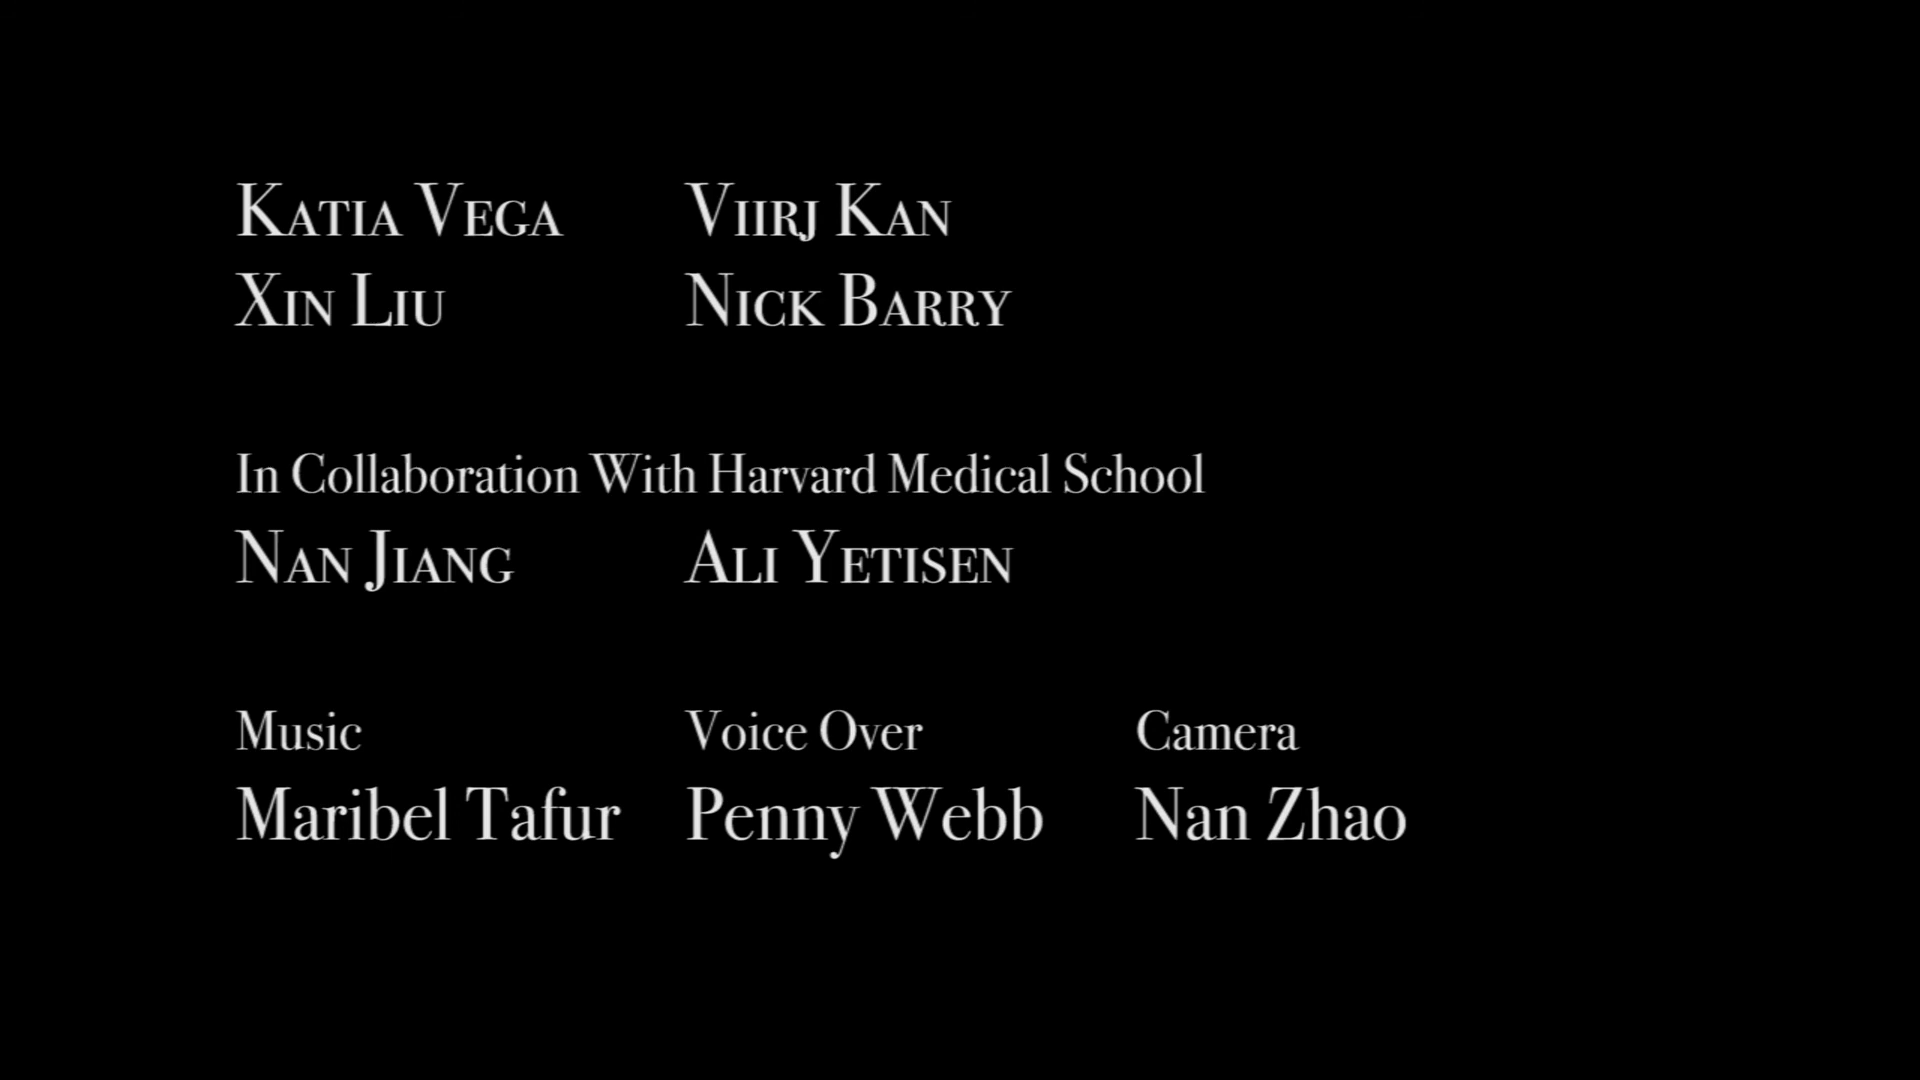 Katia Vega Viirj Kan
Xin Liu Nick Barry
In Collaboration With Harvard Medical School
Nan Jiang Ali Yetisen
Music Voice Over Camera
Maribel Tafur Penny Webb Nan Zhao